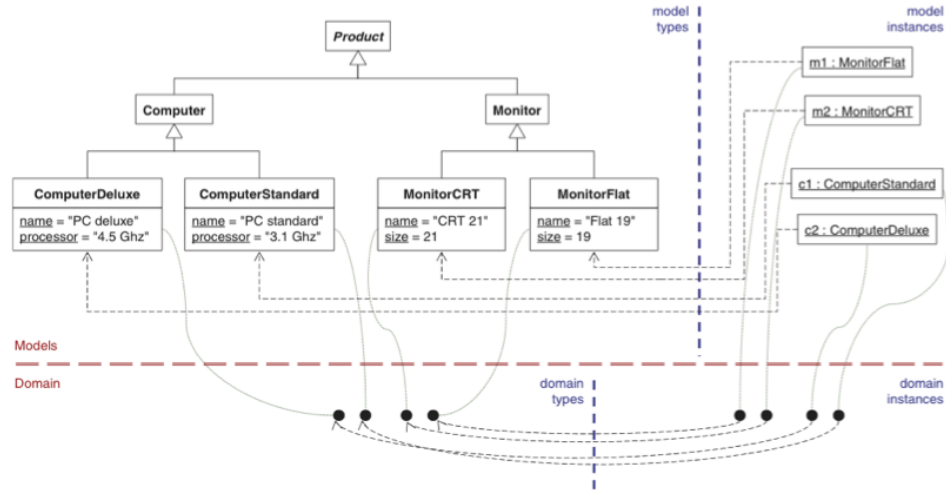 model
types
model
instances
Product
m1 : MonitorFlat
Computer
Monitor
m2 : MonitorCRT
ComputerDeluxe
name = "PC deluxe"
processor = "4.5 Ghz"
ComputerStandard
name = "PC standard"
processor = "3.1 Ghz"
MonitorCRT
name = "CRT 21"
size = 21
MonitorFlat
name = "Flat 19"
size = 19
c1 : ComputerStandard
c2 : ComputerDeluxe
Models
Domain
domain
types
domain
instances